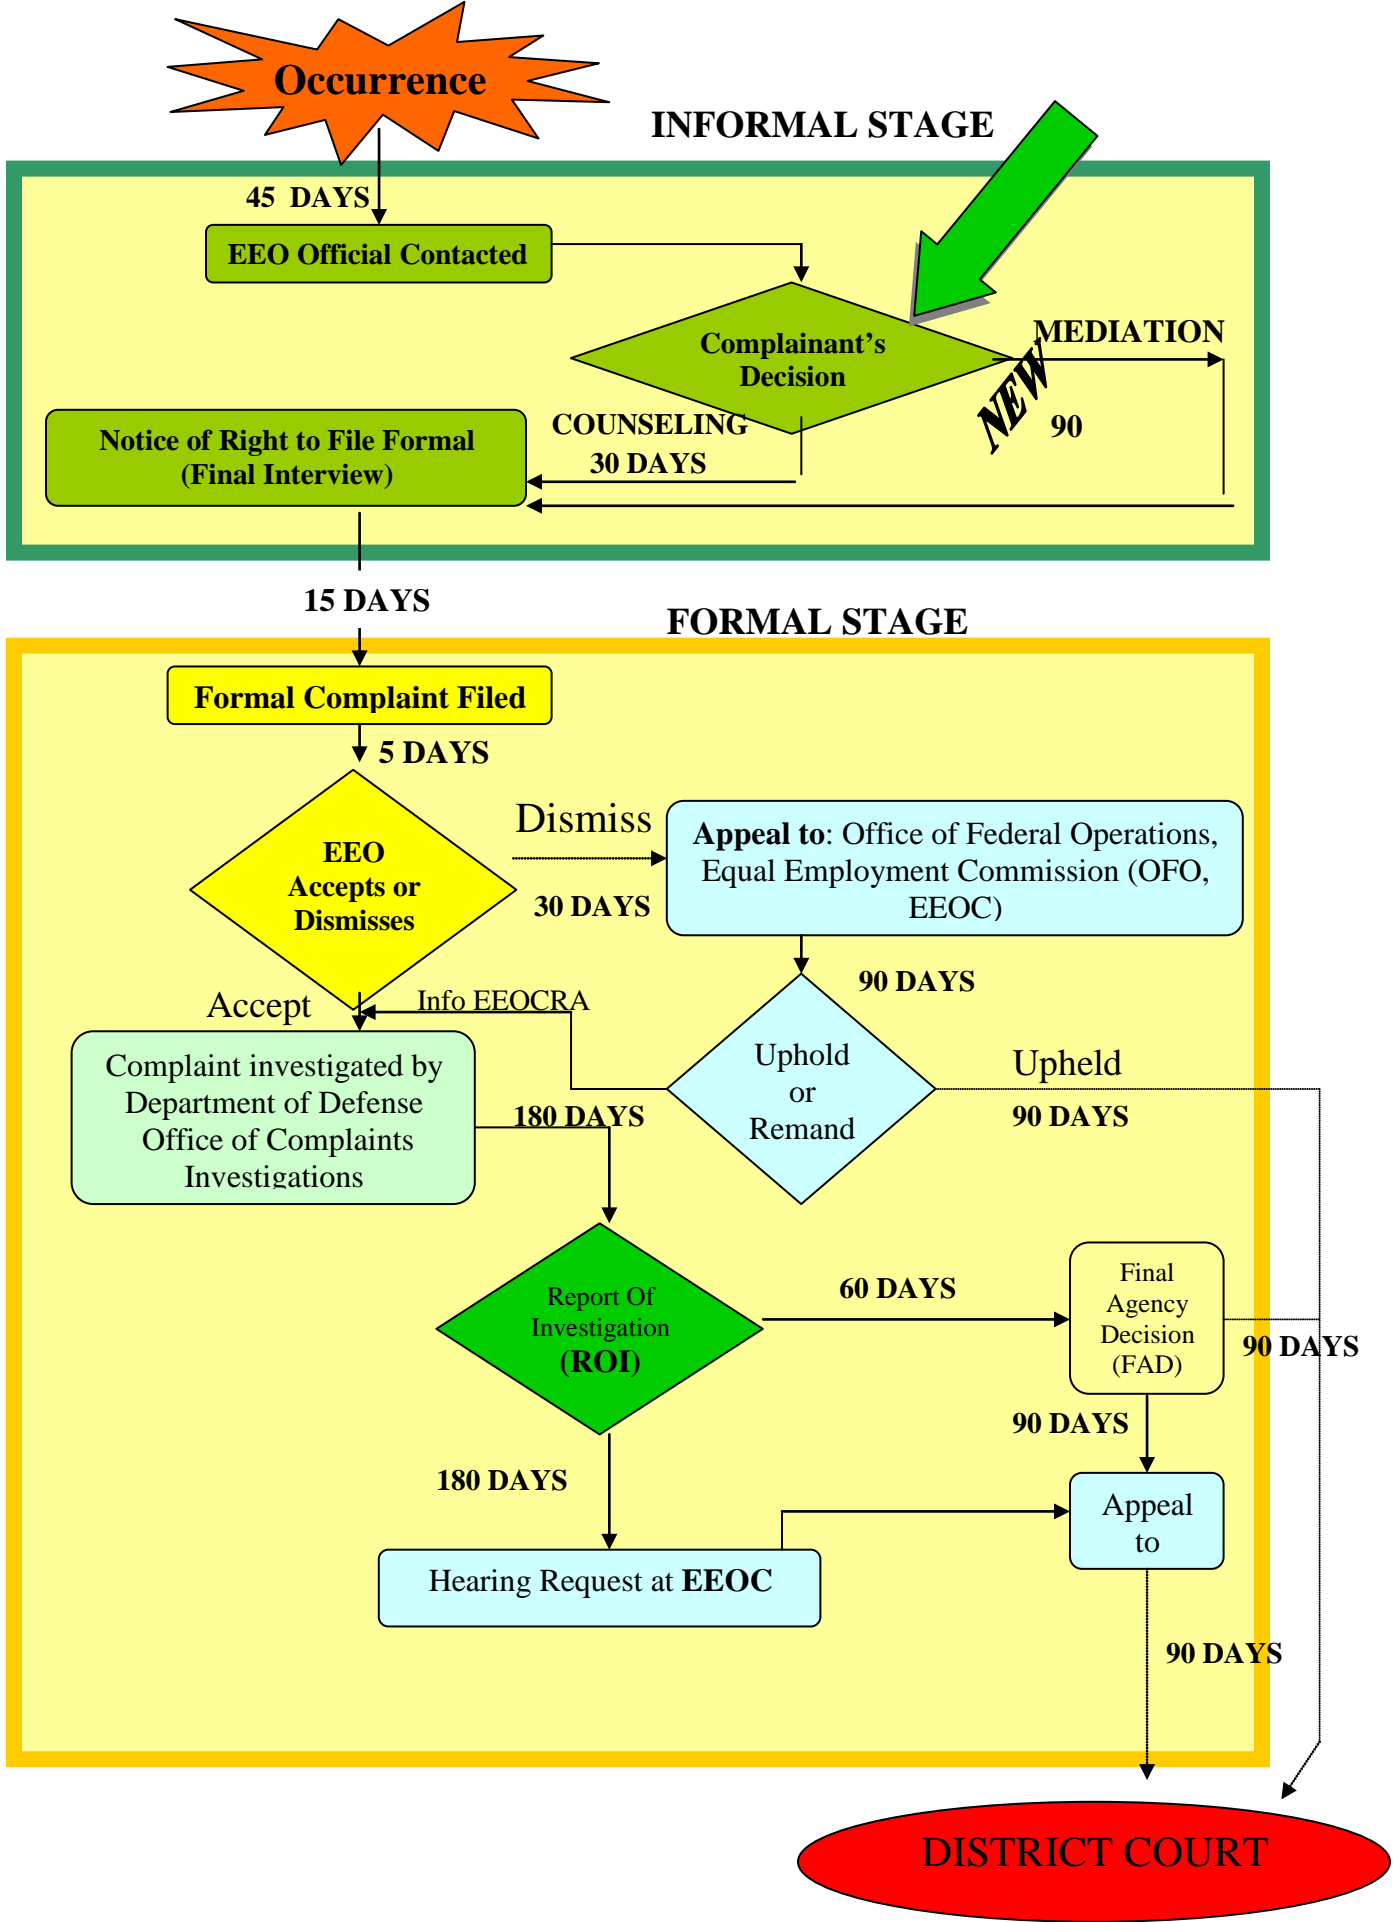 Occurrence
INFORMAL STAGE
45 DAYS
EEO Official Contacted
Complainant's
Decision
MEDIATION
NEW
90
COUNSELING
30 DAYS
Notice of Right to File Formal
(Final Interview)
15 DAYS
FORMAL STAGE
Formal Complaint Filed
5 DAYS
EEO
Accepts or
Dismisses
Dismiss
30 DAYS
Appeal to: Office of Federal Operations,
Equal Employment Commission (OFO,
EEOC)
90 DAYS
Accept
Info EEOCRA
Uphold
or
Remand
Upheld
90 DAYS
Complaint investigated by
Department of Defense
Office of Complaints
Investigations
180 DAYS
Report Of
Investigation
(ROI)
60 DAYS
Final
Agency
Decision
(FAD)
90 DAYS
90 DAYS
180 DAYS
Appeal
to
Hearing Request at EEOC
90 DAYS
DISTRICT COURT